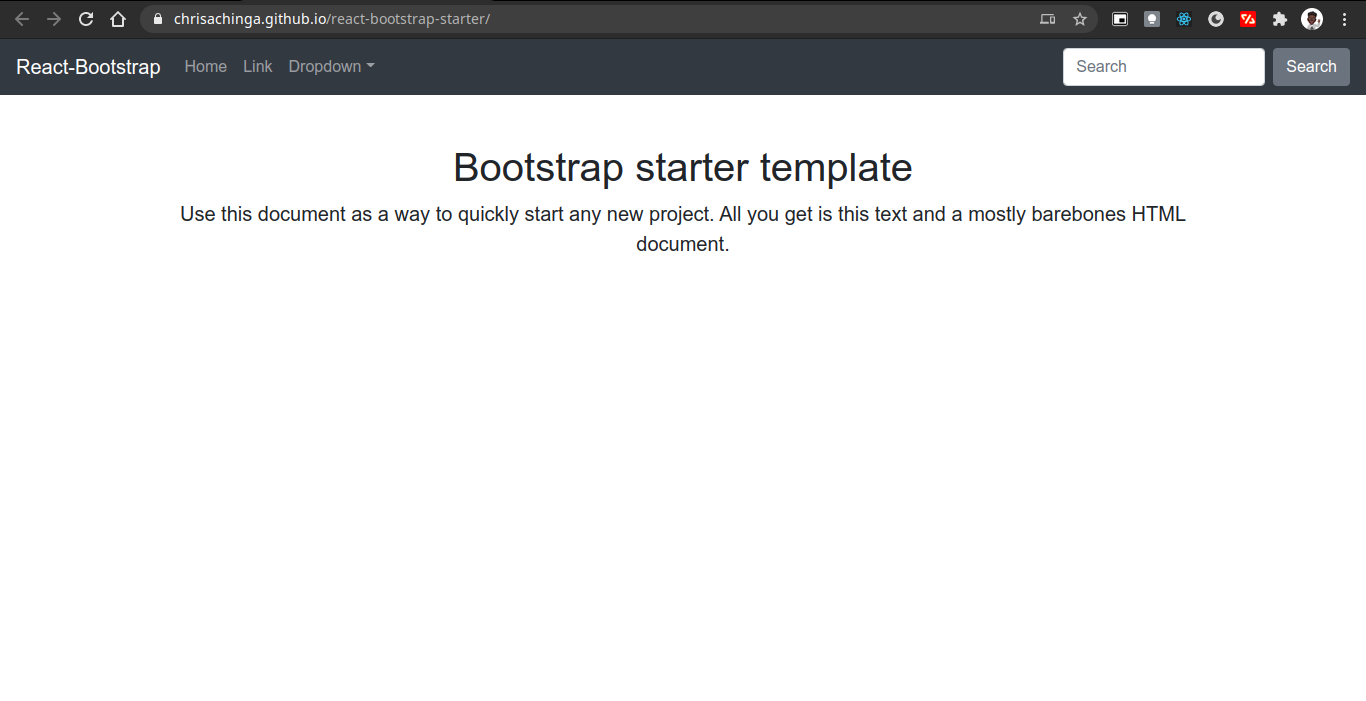 chrisachinga.github.io/react-bootstrap-starter/
React-Bootstrap Home Link Dropdown Search Search
Bootstrap starter template
Use this document as a way to quickly start any new project. All you get is this text and a mostly barebones HTML
document.